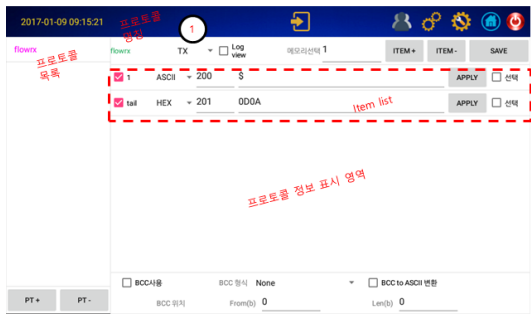 2017-01-09 09:15:21
프로토콜
명칭
1
flowrx
flowrx
TX
Log
view
메모리선택 1
ITEM +
ITEM -
SAVE
프로토콜
목록
1 ASCII 200 $ APPLY 선택
tail HEX 201 0D0A APPLY 선택
Item list
프로토콜 정보 표시 영역
BCC사용 BCC 형식 None BCC to ASCII 변환
BCC 위치 From(b) 0 Len(b) 0
PT + PT -